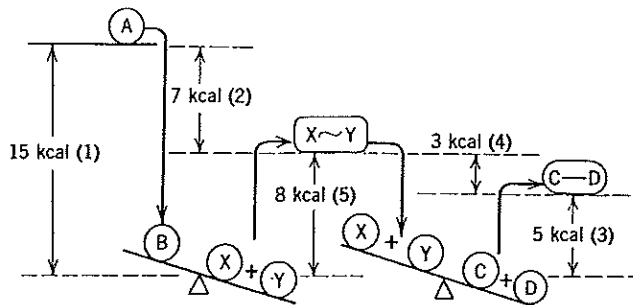 A
7 kcal (2)
X~Y
3 kcal (4)
15 kcal (1)
C—D
8 kcal (5)
B
X + Y
X + Y
C + D
5 kcal (3)